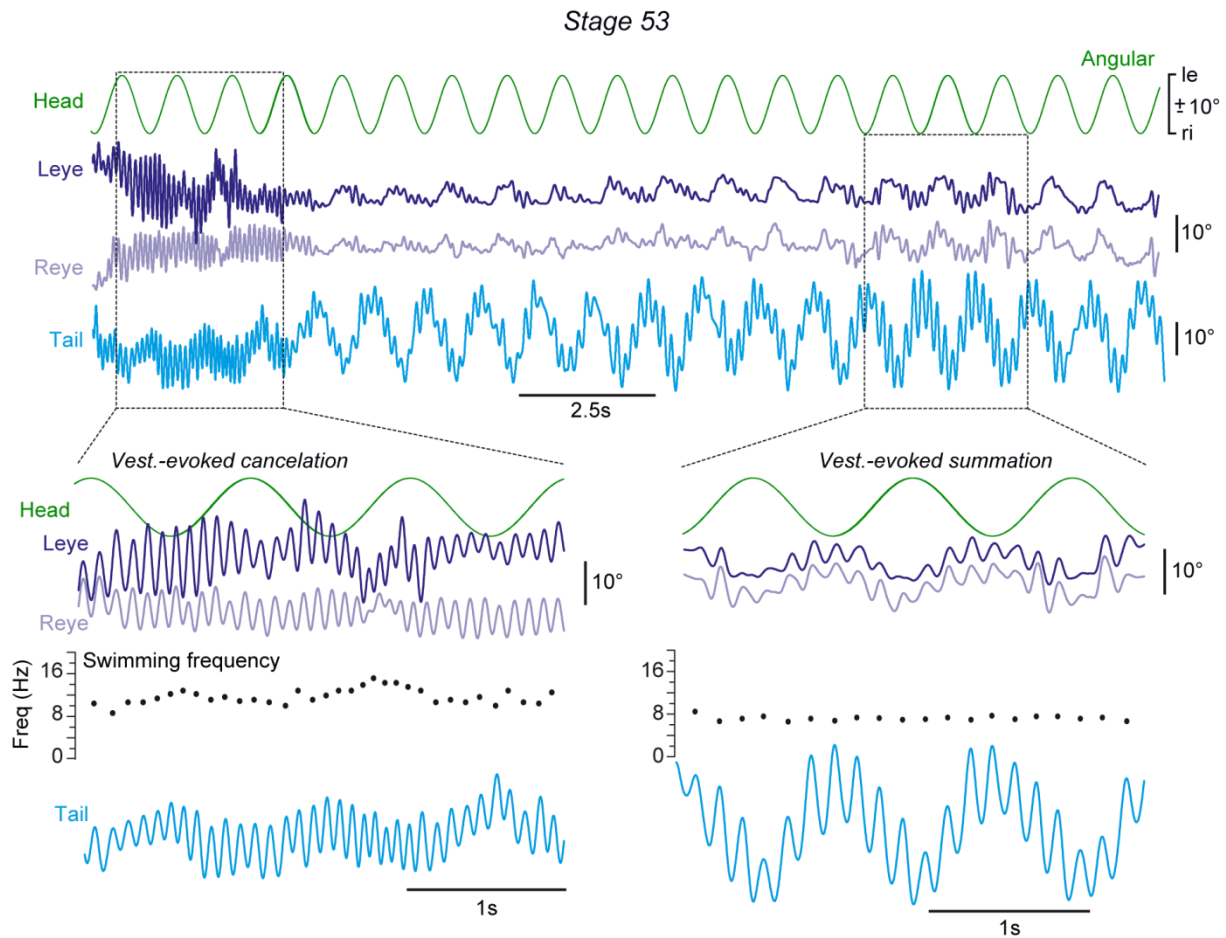 Stage 53
Angular
Head
le
± 10°
ri
Leye
10°
Reye
Tail
10°
2.5s
Vest.-evoked cancelation
Vest.-evoked summation
Head
Leye
10°
10°
Reye
Swimming frequency
Freq (Hz)
16
8
0
16
8
0
Tail
1s
1s